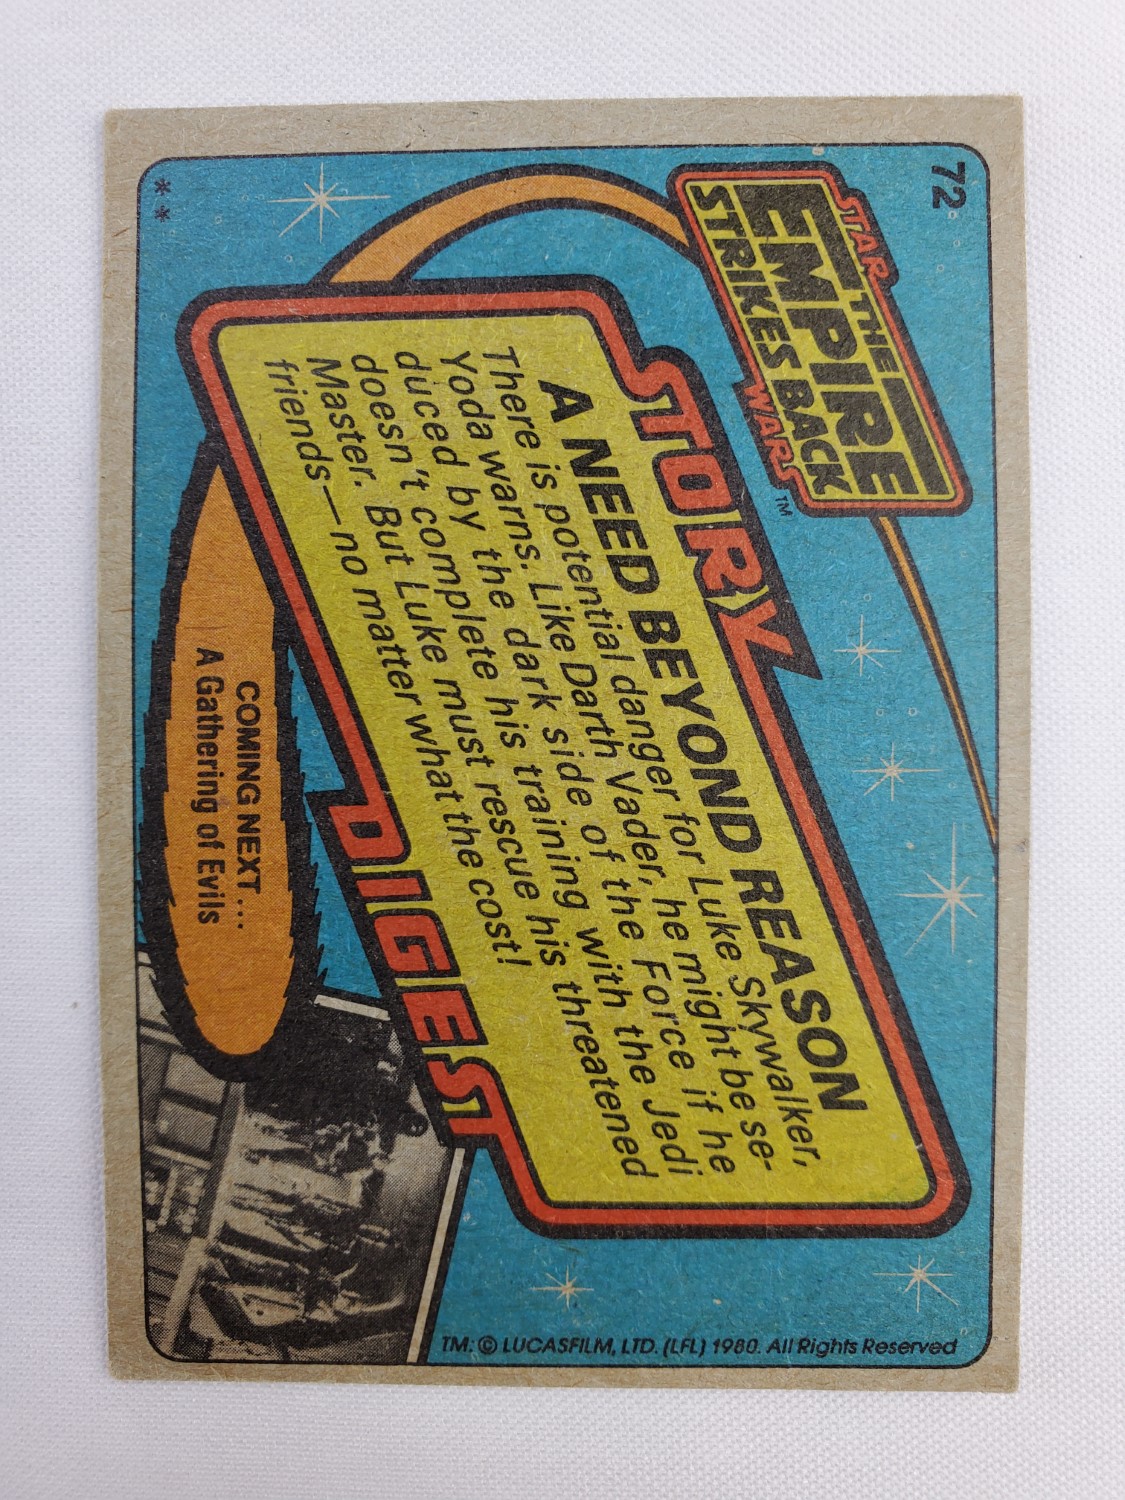 72
STAR
THE
EMPIRE
STRIKES BACK
WARS™
STORY
A NEED BEYOND REASON
There is potential danger for Luke Skywalker,
Yoda warns. Like Darth Vader, he might be se-
duced by the dark side of the Force if he
doesn't complete his training with the Jedi
Master. But Luke must rescue his threatened
friends—no matter what the cost!
DIGEST
COMING NEXT...
A Gathering of Evils
**
TM: © LUCASFILM, LTD. (LFL) 1980. All Rights Reserved